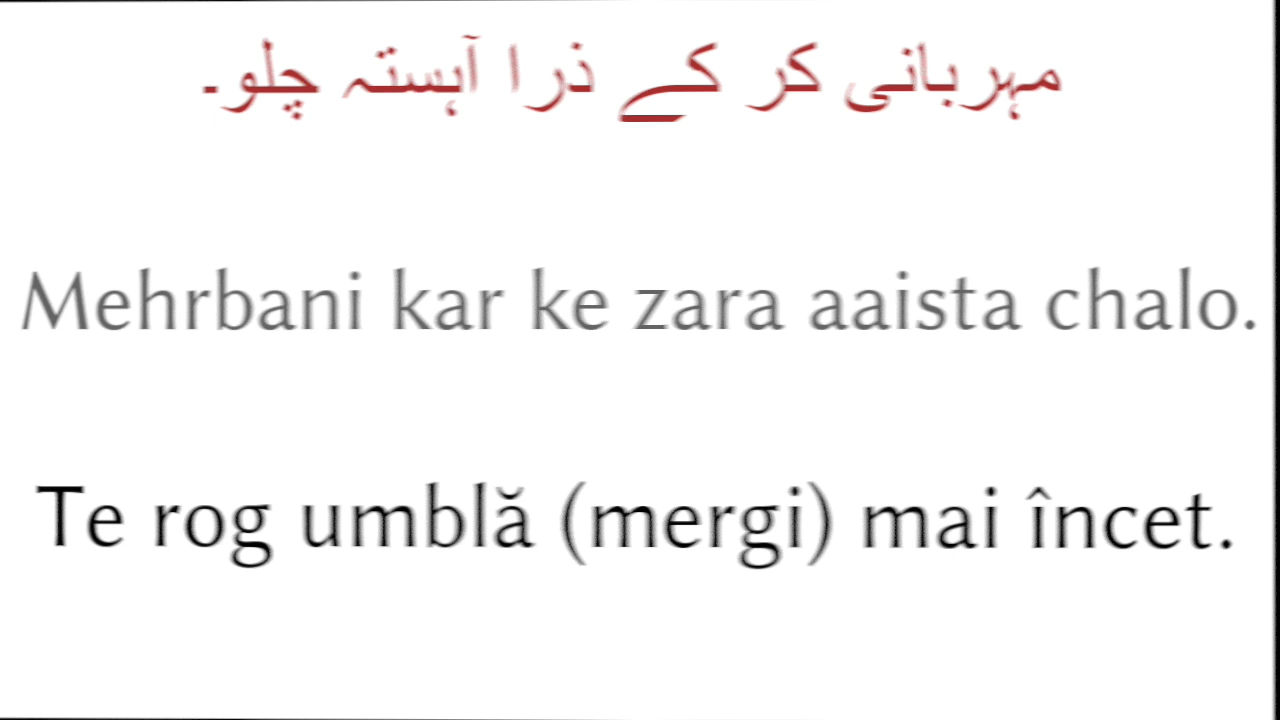 مہربانی کر کے ذرا آہستہ چلو۔
Mehrbani kar ke zara aaista chalo.
Te rog umblă (mergi) mai încet.